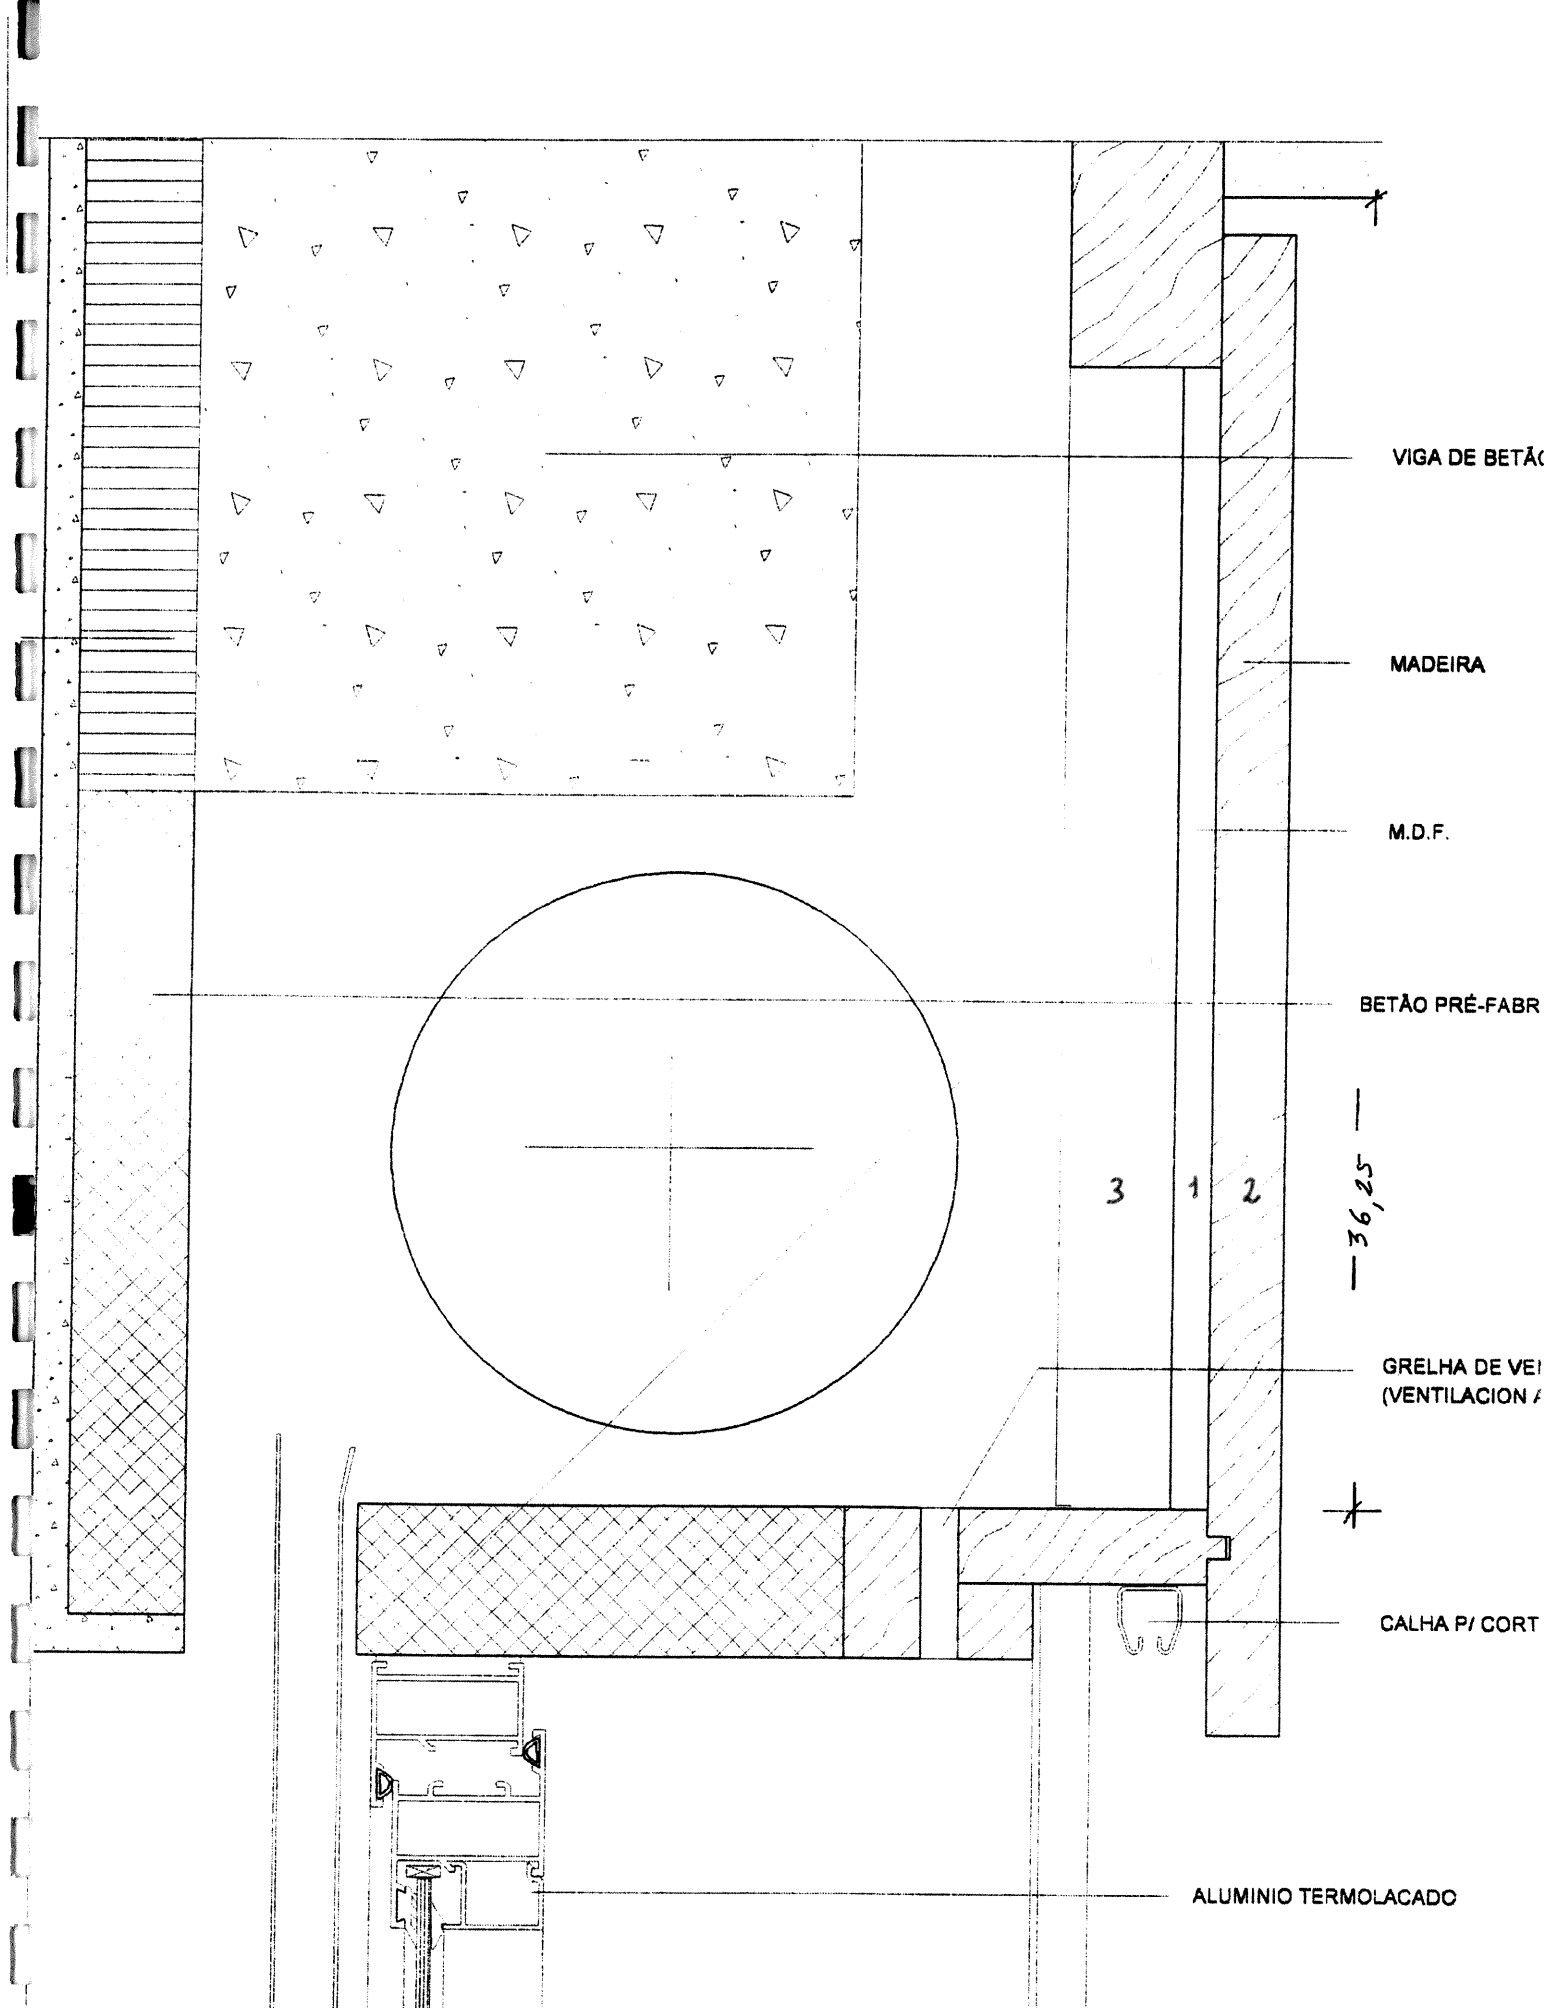 VIGA DE BETÃO
MADEIRA
M.D.F.
BETÃO PRÉ-FABR
3 1 2
36,25
GRELHA DE VE
(VENTILACION
CALHA P/ CORT
ALUMINIO TERMOLACADO